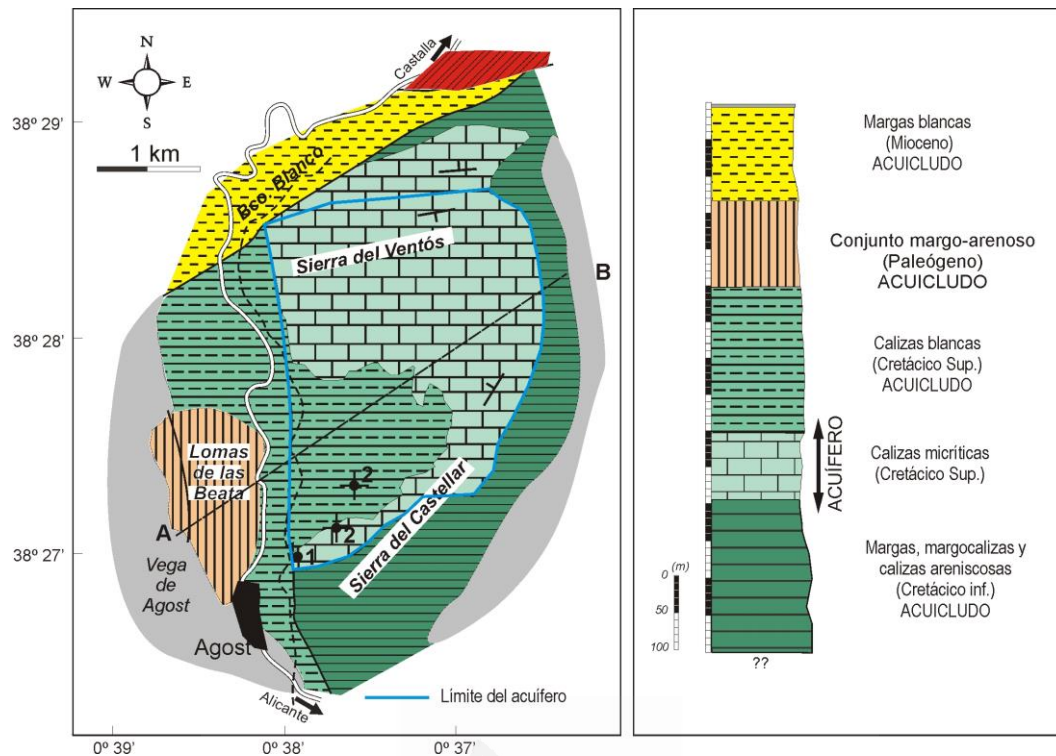 N
W E
S
1 km
Castalla
38º 29'
Bco. Blanco
Sierra del Ventós
B
38º 28'
Lomas
de las
Beata
2
A
2
1
38º 27'
Sierra del Castellar
Vega
de
Agost
Agost
Alicante
Límite del acuífero
0º 39' 0º 38' 0º 37'
Margas blancas
(Mioceno)
ACUICLUDO
Conjunto margo-arenoso
(Paleógeno)
ACUICLUDO
Calizas blancas
(Cretácico Sup.)
ACUICLUDO
ACUÍFERO
Calizas micríticas
(Cretácico Sup.)
Margas, margocalizas y
calizas areniscosas
(Cretácico inf.)
ACUICLUDO
0 (m)
50
100
??